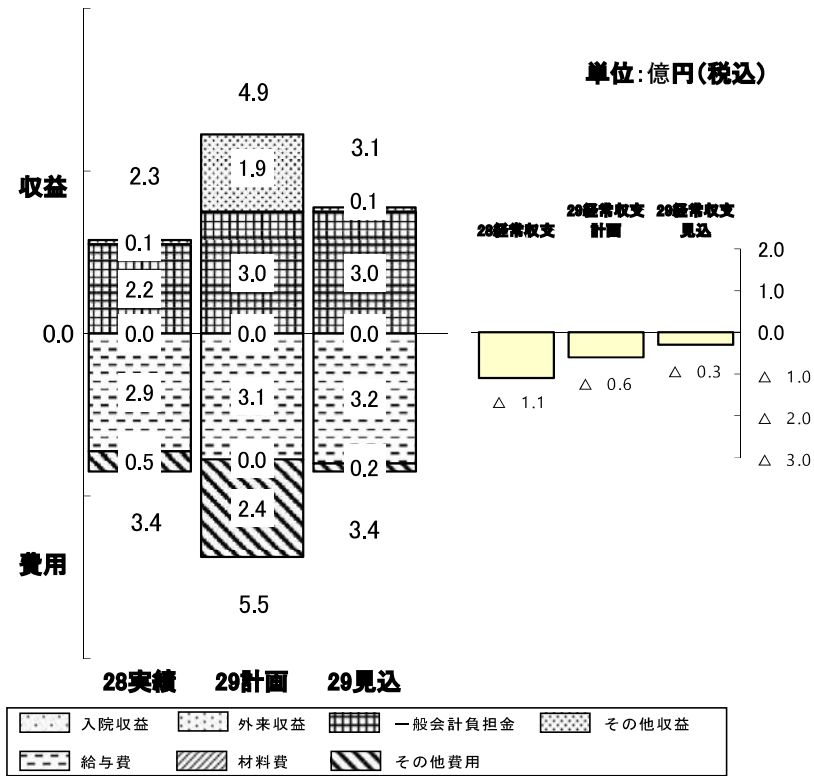 単位:億円(税込)
4.9
1.9
3.1
2.3
収益
0.1
0.1
28経常収支
29経常収支
計画
29経常収支
見込
2.0
1.0
0.0
△ 1.0
△ 2.0
△ 3.0
2.2
3.0
3.0
0.0
0.0
0.0
0.0
△ 1.1
△ 0.6
△ 0.3
2.9
3.1
3.2
0.5
0.0
0.2
2.4
3.4
3.4
費用
5.5
28実績 29計画 29見込
入院収益 外来収益 一般会計負担金 その他収益
給与費 材料費 その他費用